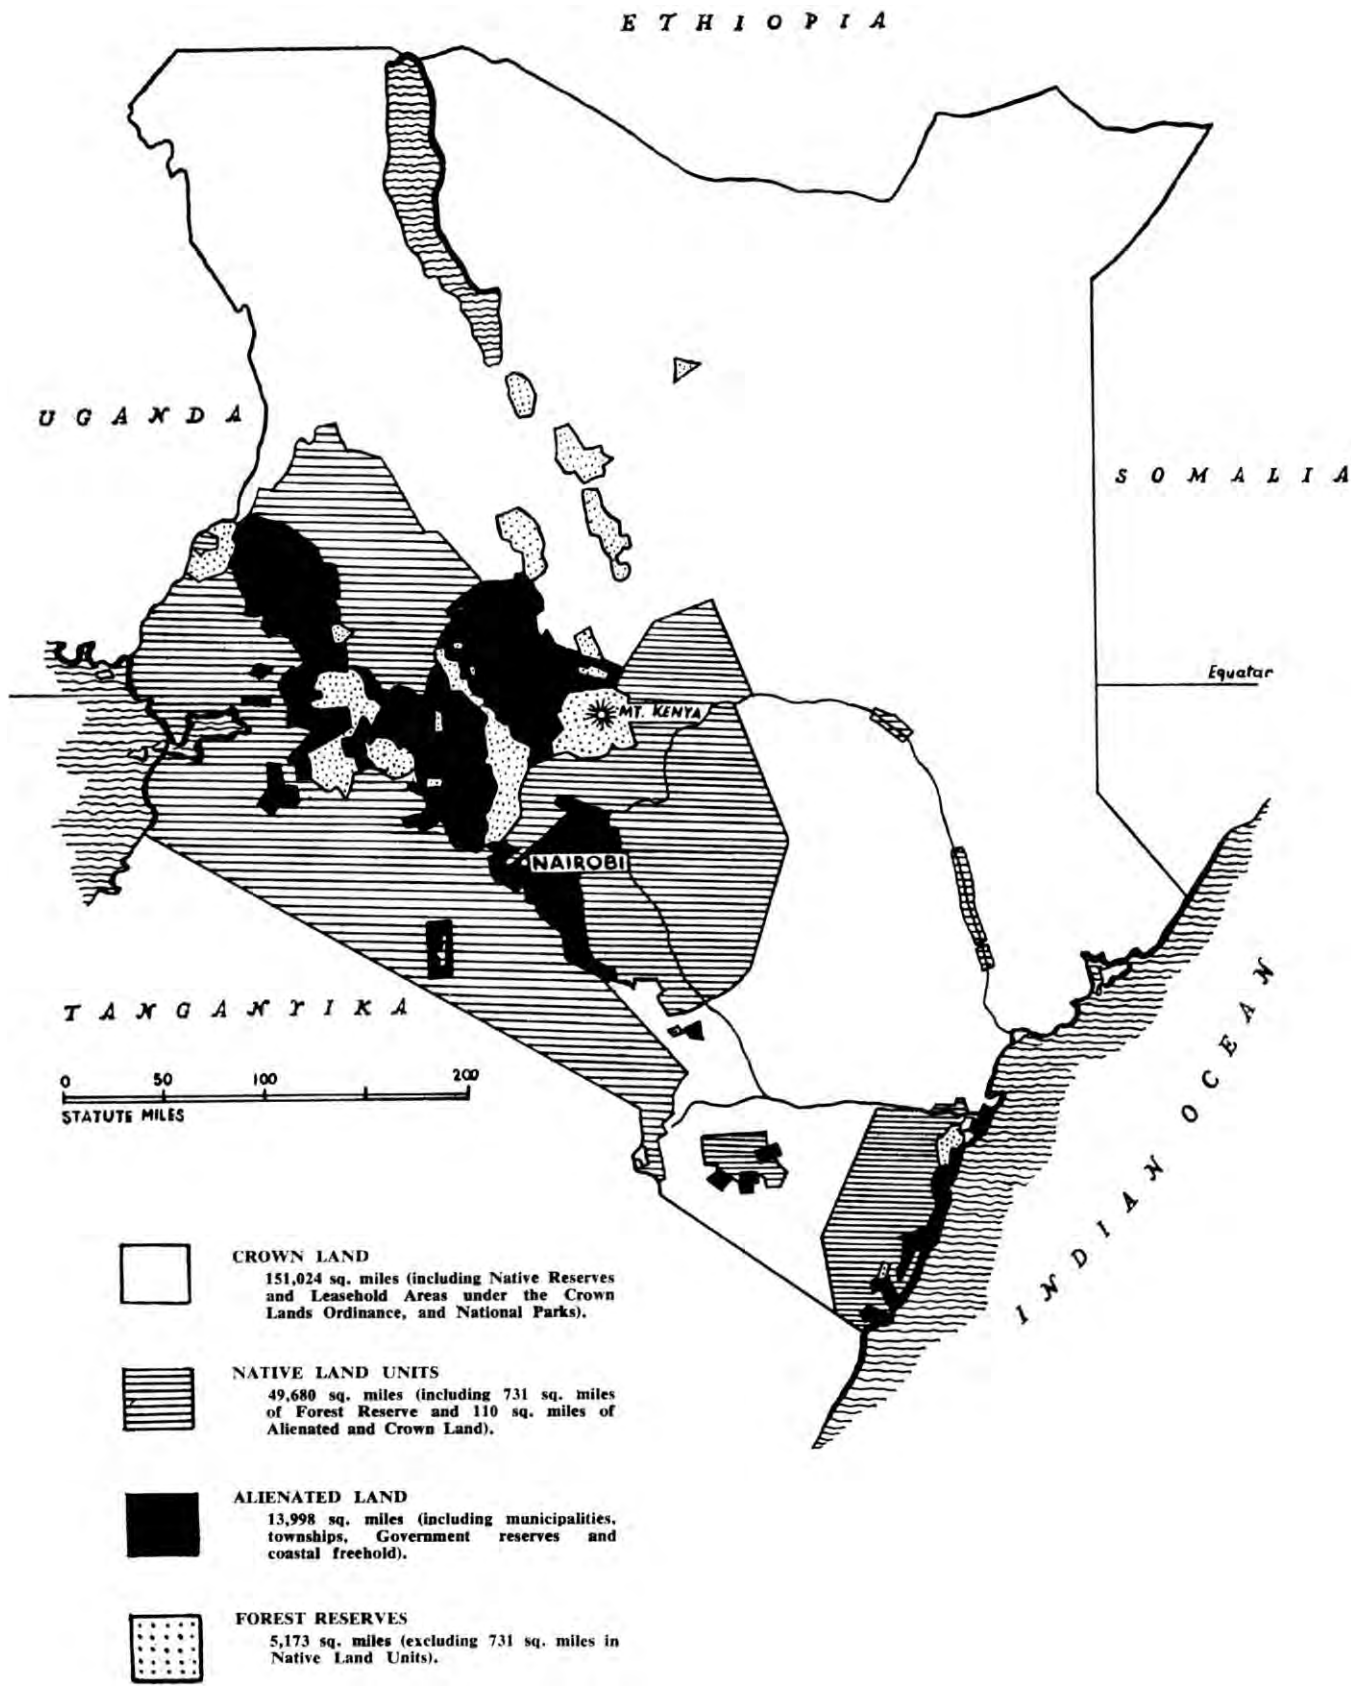 ETHIOPIA
UGANDA
SOMALIA
Equatar
MT. KENYA
NAIROBI
TANGANYIKA
INDIAN OCEAN
0 50 100 200
STATUTE MILES
CROWN LAND
151,024 sq. miles (including Native Reserves
and Leasehold Areas under the Crown
Lands Ordinance, and National Parks).
NATIVE LAND UNITS
49,680 sq. miles (including 731 sq. miles
of Forest Reserve and 110 sq. miles of
Alienated and Crown Land).
ALIENATED LAND
13,998 sq. miles (including municipalities,
townships, Government reserves and
coastal freehold).
FOREST RESERVES
5,173 sq. miles (excluding 731 sq. miles in
Native Land Units).